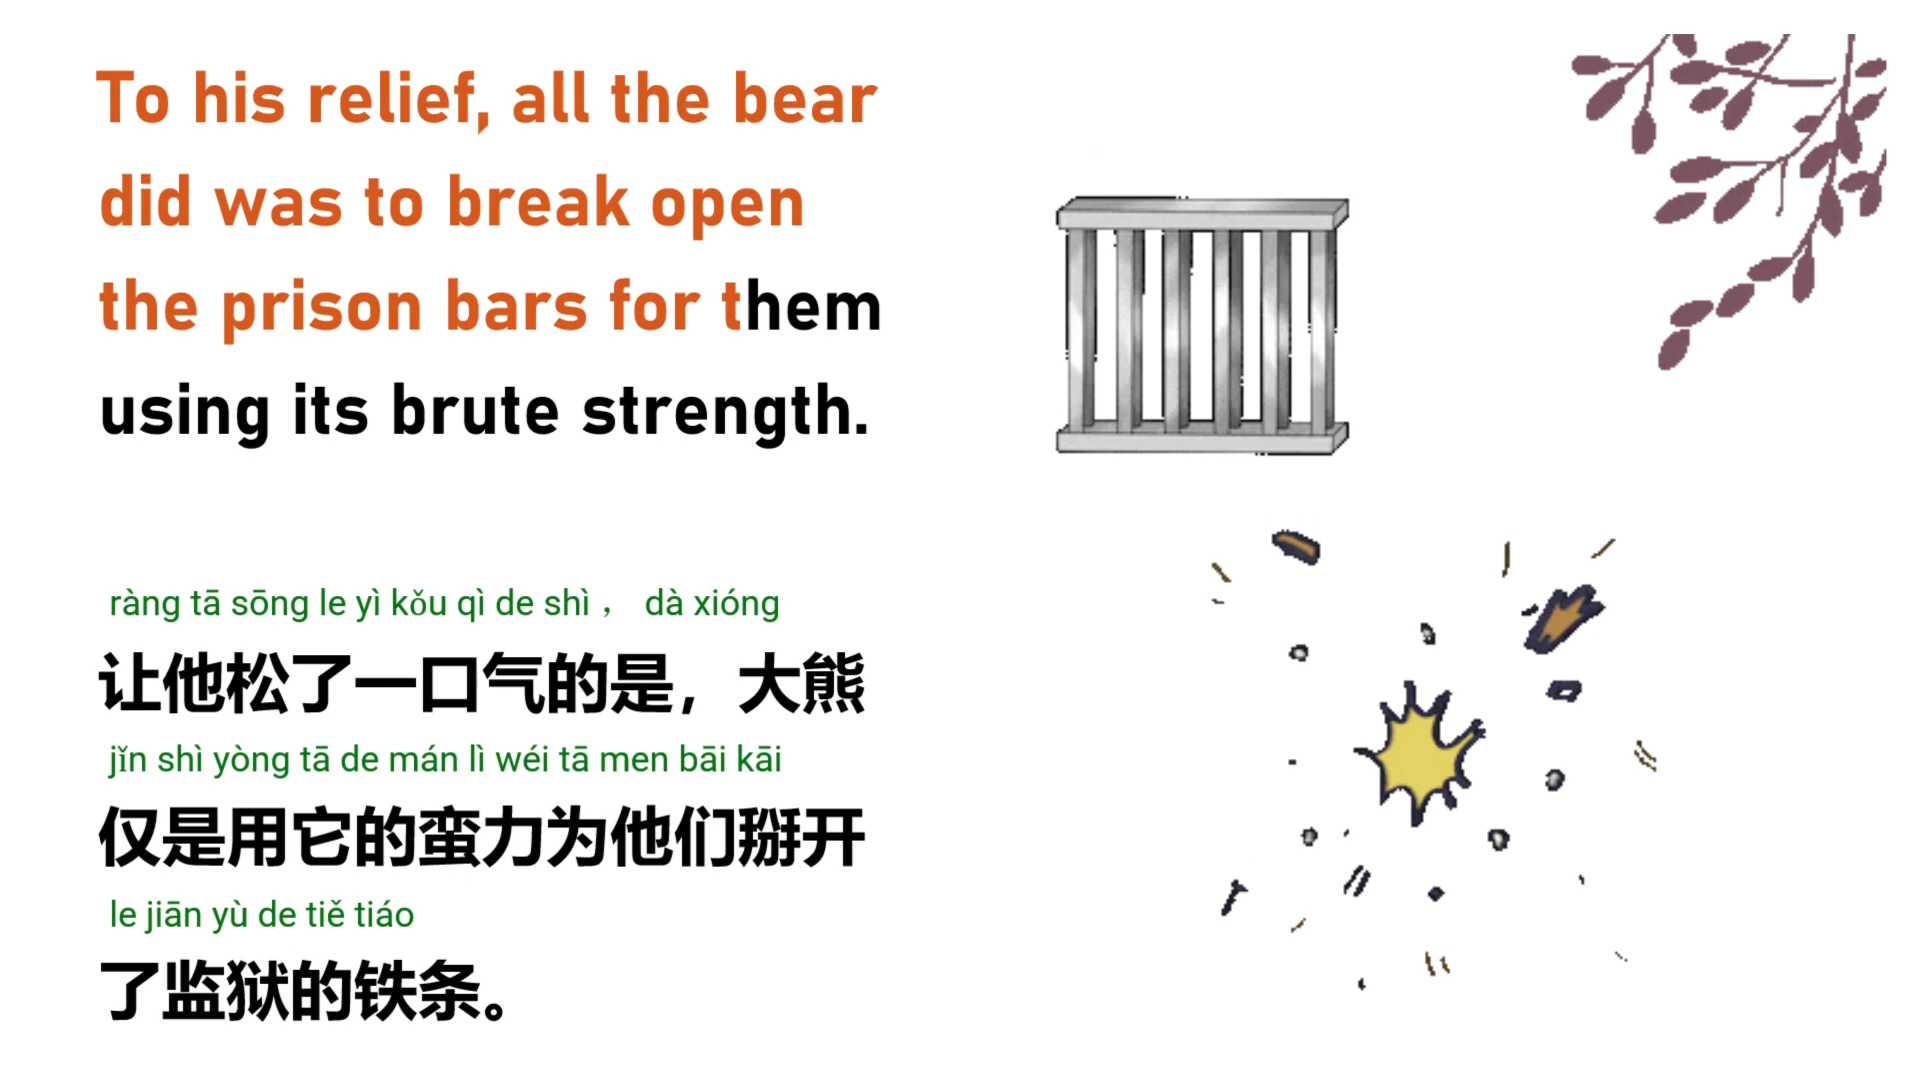 To his relief, all the bear
did was to break open
the prison bars for them
using its brute strength.
ràng tā sōng le yì kǒu qì de shì， dà xióng
让他松了一口气的是，大熊
jǐn shì yòng tā de mán lì wéi tā men bāi kāi
仅是用它的蛮力为他们掰开
le jiān yù de tiě tiáo
了监狱的铁条。